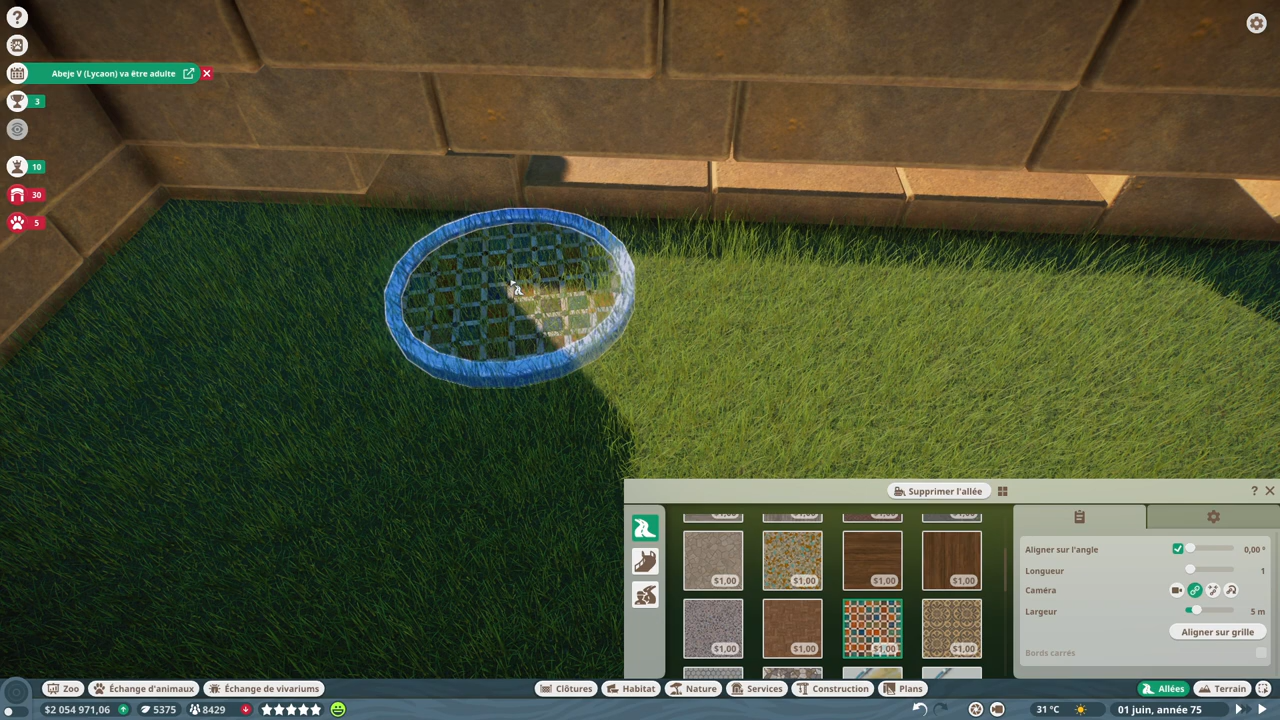 ?
Abeje V (Lycaon) va être adulte
3
10
30
5
Supprimer l'allée
?
$1,00 $1,00 $1,00 $1,00
$1,00 $1,00 $1,00 $1,00
Aligner sur l'angle 0,00 °
Longueur 1
Caméra
Largeur 5 m
Aligner sur grille
Bords carrés
Zoo Échange d'animaux Échange de vivariums Clôtures Habitat Nature Services Construction Plans Allées Terrain
$2 054 971,06 5375 8429 31 °C 01 juin, année 75